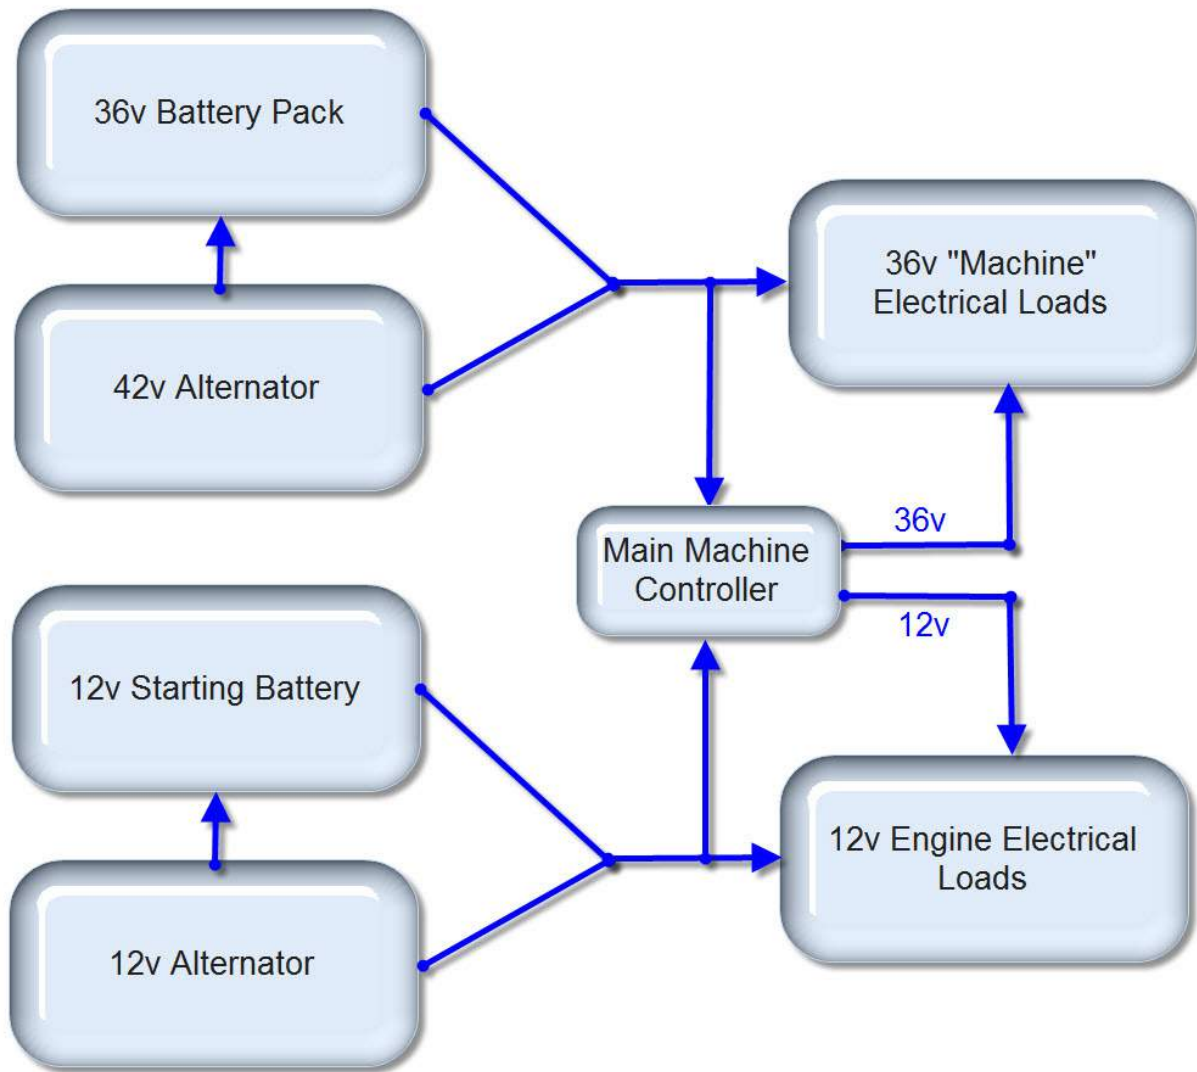 36v Battery Pack
36v "Machine"
Electrical Loads
42v Alternator
36v
Main Machine
Controller
12v
12v Starting Battery
12v Engine Electrical
Loads
12v Alternator